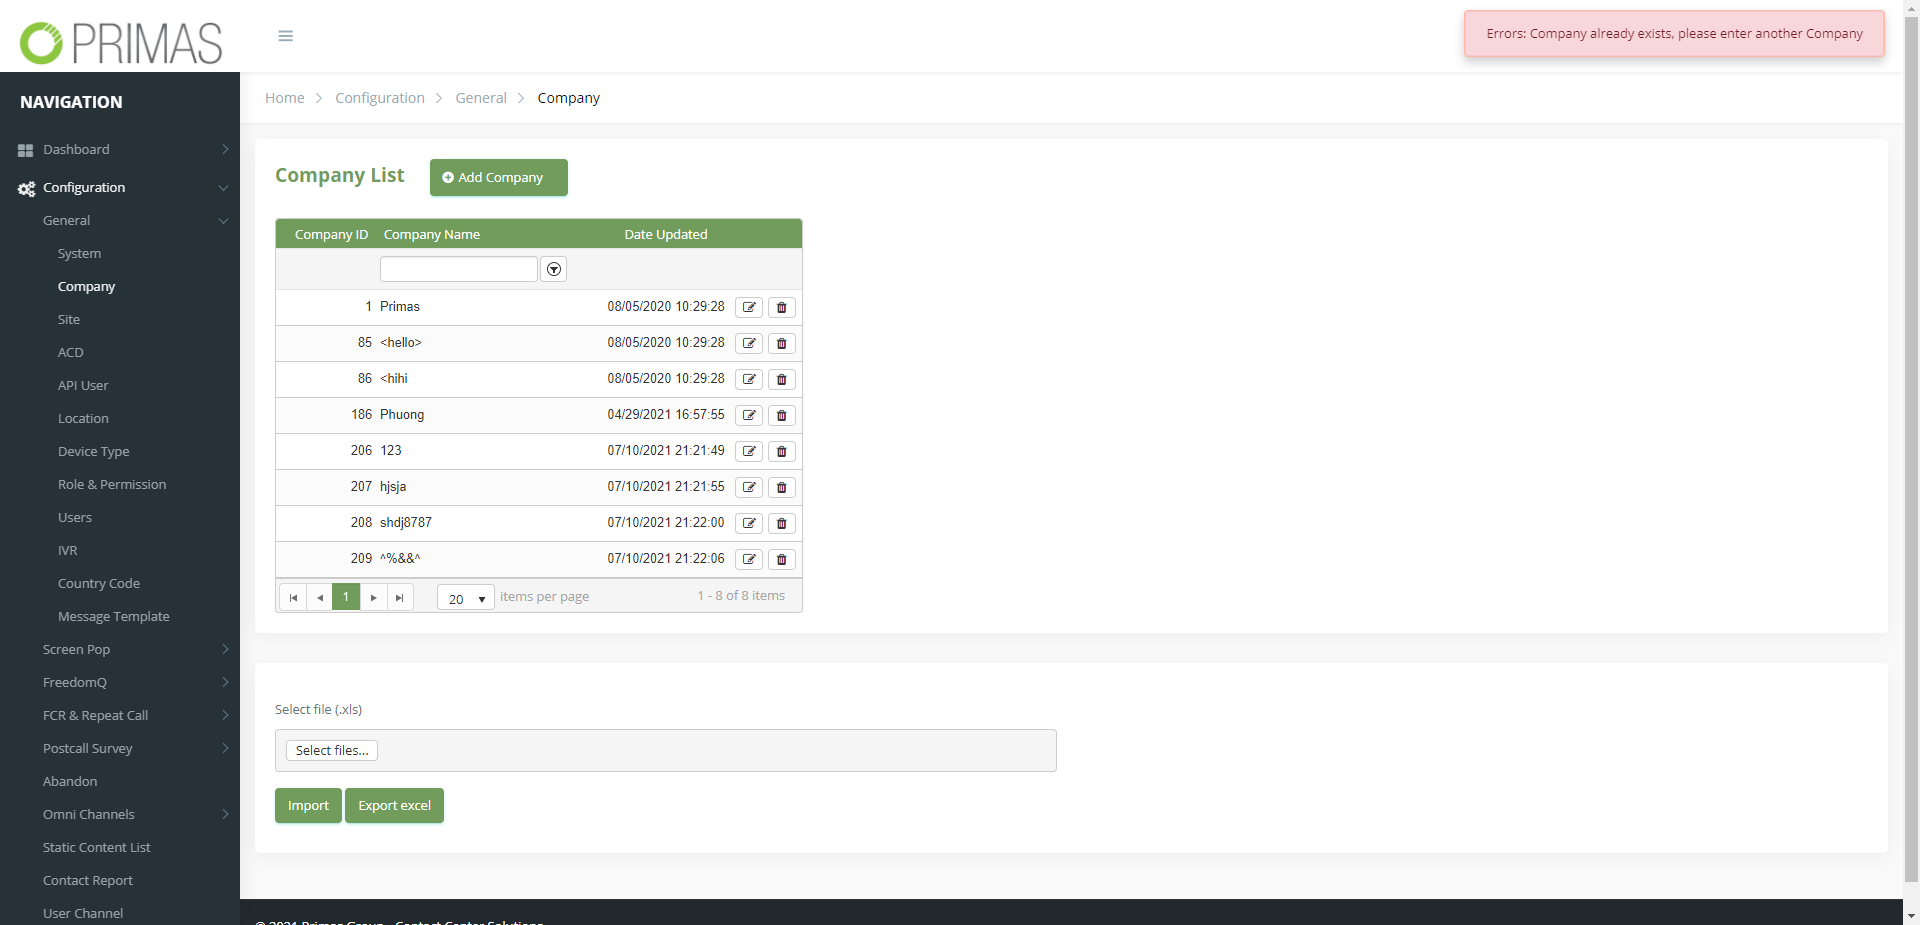 PRIMAS
Errors: Company already exists, please enter another Company
NAVIGATION
Dashboard
Configuration
General
System
Company
Site
ACD
API User
Location
Device Type
Role & Permission
Users
IVR
Country Code
Message Template
Screen Pop
FreedomQ
FCR & Repeat Call
Postcall Survey
Abandon
Omni Channels
Static Content List
Contact Report
User Channel
Home > Configuration > General > Company
Company List
Add Company
Company ID Company Name Date Updated
1 Primas 08/05/2020 10:29:28
85 <hello> 08/05/2020 10:29:28
86 <hihi 08/05/2020 10:29:28
186 Phuong 04/29/2021 16:57:55
206 123 07/10/2021 21:21:49
207 hjsja 07/10/2021 21:21:55
208 shdj8787 07/10/2021 21:22:00
209 ^%&&^ 07/10/2021 21:22:06
1 20 items per page 1 - 8 of 8 items
Select file (.xls)
Select files...
Import Export excel
© 2021 Primas Group - Contact Center Solutions